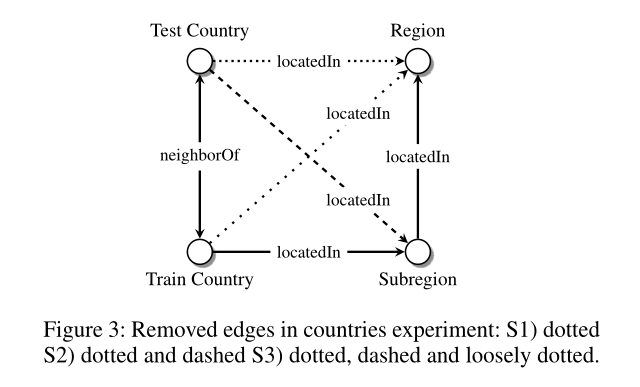 Test Country
Region
locatedIn
locatedIn
neighborOf
locatedIn
locatedIn
locatedIn
Train Country
Subregion
Figure 3: Removed edges in countries experiment: S1) dotted
S2) dotted and dashed S3) dotted, dashed and loosely dotted.